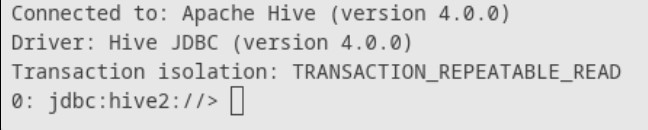 Connected to: Apache Hive (version 4.0.0)
Driver: Hive JDBC (version 4.0.0)
Transaction isolation: TRANSACTION_REPEATABLE_READ
0: jdbc:hive2://>